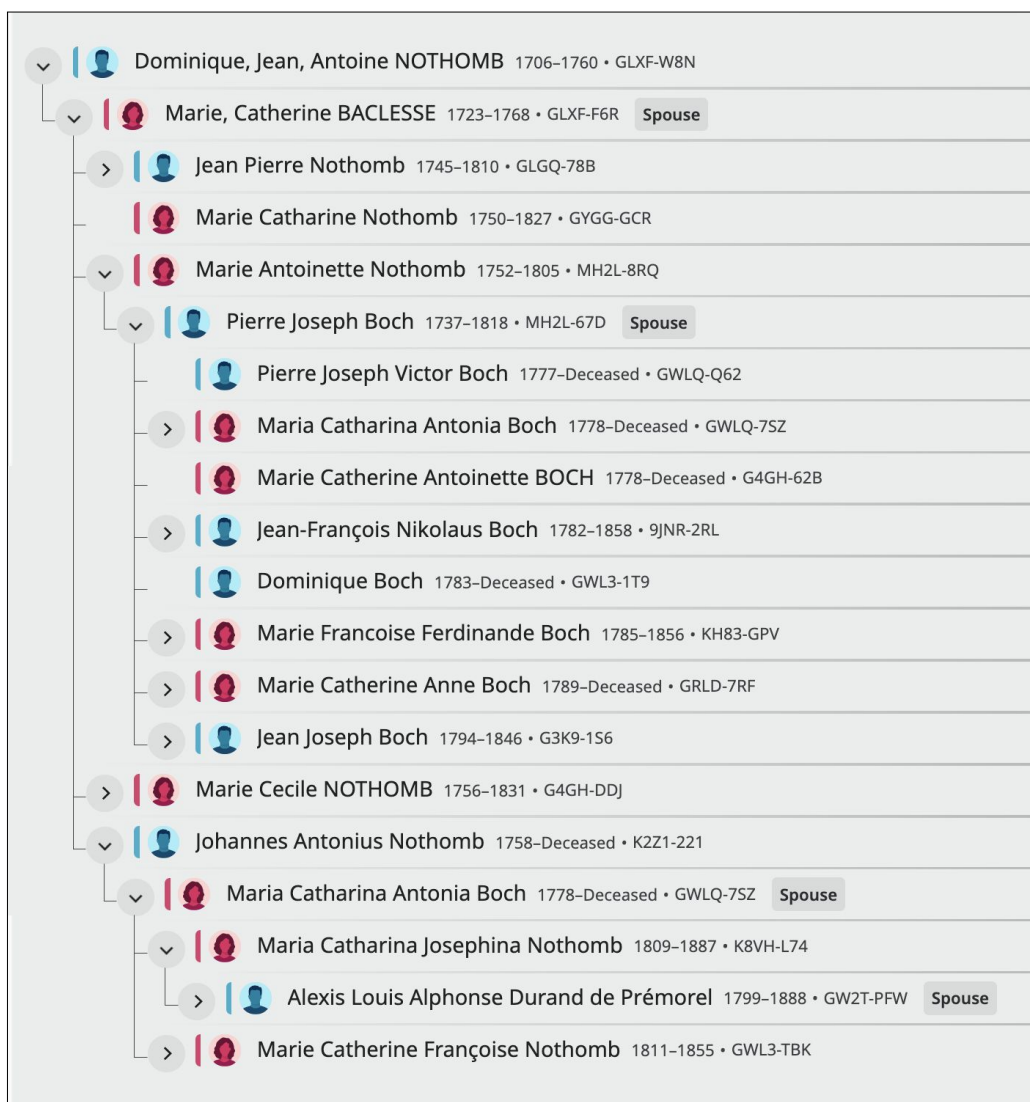 Dominique, Jean, Antoine NOTHOMB 1706–1760 • GLXF-W8N
Marie, Catherine BACLESSE 1723–1768 • GLXF-F6R Spouse
Jean Pierre Nothomb 1745–1810 • GLGQ-78B
Marie Catharine Nothomb 1750–1827 • GYGG-GCR
Marie Antoinette Nothomb 1752–1805 • MH2L-8RQ
Pierre Joseph Boch 1737–1818 • MH2L-67D Spouse
Pierre Joseph Victor Boch 1777–Deceased • GWLQ-Q62
Maria Catharina Antonia Boch 1778–Deceased • GWLQ-7SZ
Marie Catherine Antoinette BOCH 1778–Deceased • G4GH-62B
Jean-François Nikolaus Boch 1782–1858 • 9JNR-2RL
Dominique Boch 1783–Deceased • GWL3-1T9
Marie Francoise Ferdinande Boch 1785–1856 • KH83-GPV
Marie Catherine Anne Boch 1789–Deceased • GRLD-7RF
Jean Joseph Boch 1794–1846 • G3K9-1S6
Marie Cecile NOTHOMB 1756–1831 • G4GH-DDJ
Johannes Antonius Nothomb 1758–Deceased • K2Z1-221
Maria Catharina Antonia Boch 1778–Deceased • GWLQ-7SZ Spouse
Maria Catharina Josephina Nothomb 1809–1887 • K8VH-L74
Alexis Louis Alphonse Durand de Prémorel 1799–1888 • GW2T-PFW Spouse
Marie Catherine Françoise Nothomb 1811–1855 • GWL3-TBK